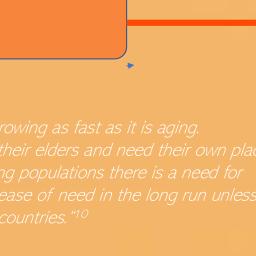 rowing as fast as it is aging.
their elders and need their own plac
ng populations there is a need for
ease of need in the long run unless
countries."10